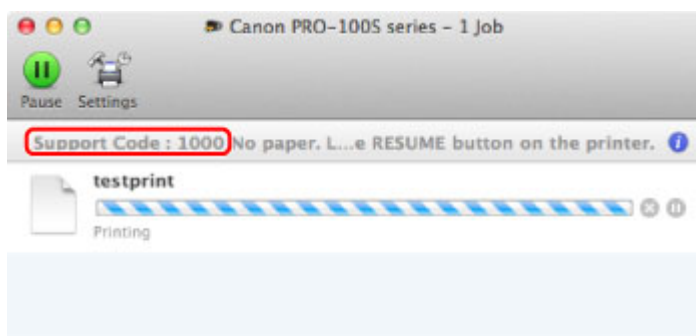 Canon PRO-100S series – 1 Job
Pause Settings
Support Code : 1000 No paper. L...e RESUME button on the printer.
testprint
Printing